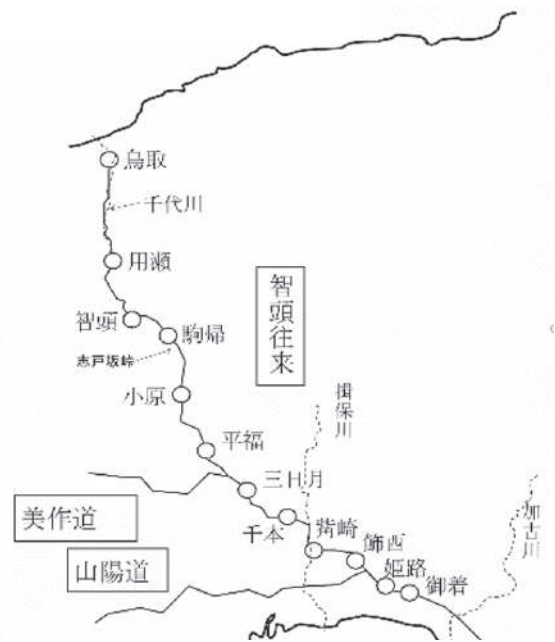 鳥取
千代川
用瀬
智頭往来
智頭
駒帰
志戸坂峠
小原
揖保川
平福
三日月
加古川
美作道
千本
觜崎
飾西
山陽道
姫路
御着